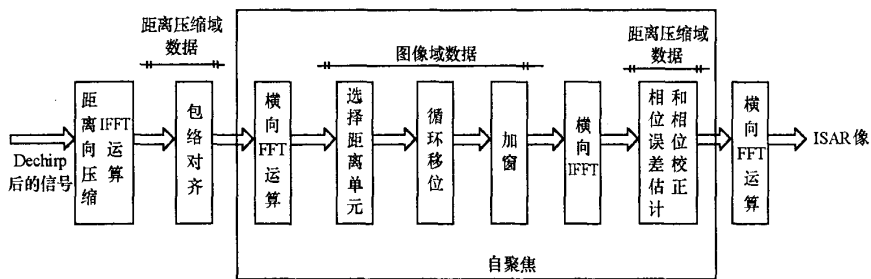 距离压缩域
数据
图像域数据
距离压缩域
数据
Dechirp
后的信号
距离向压缩
IFFT运算
包络对齐
横向FFT运算
选择距离单元
循环移位
加窗
横向IFFT
相位误差估计
和相位校正
横向FFT运算
ISAR像
自聚焦